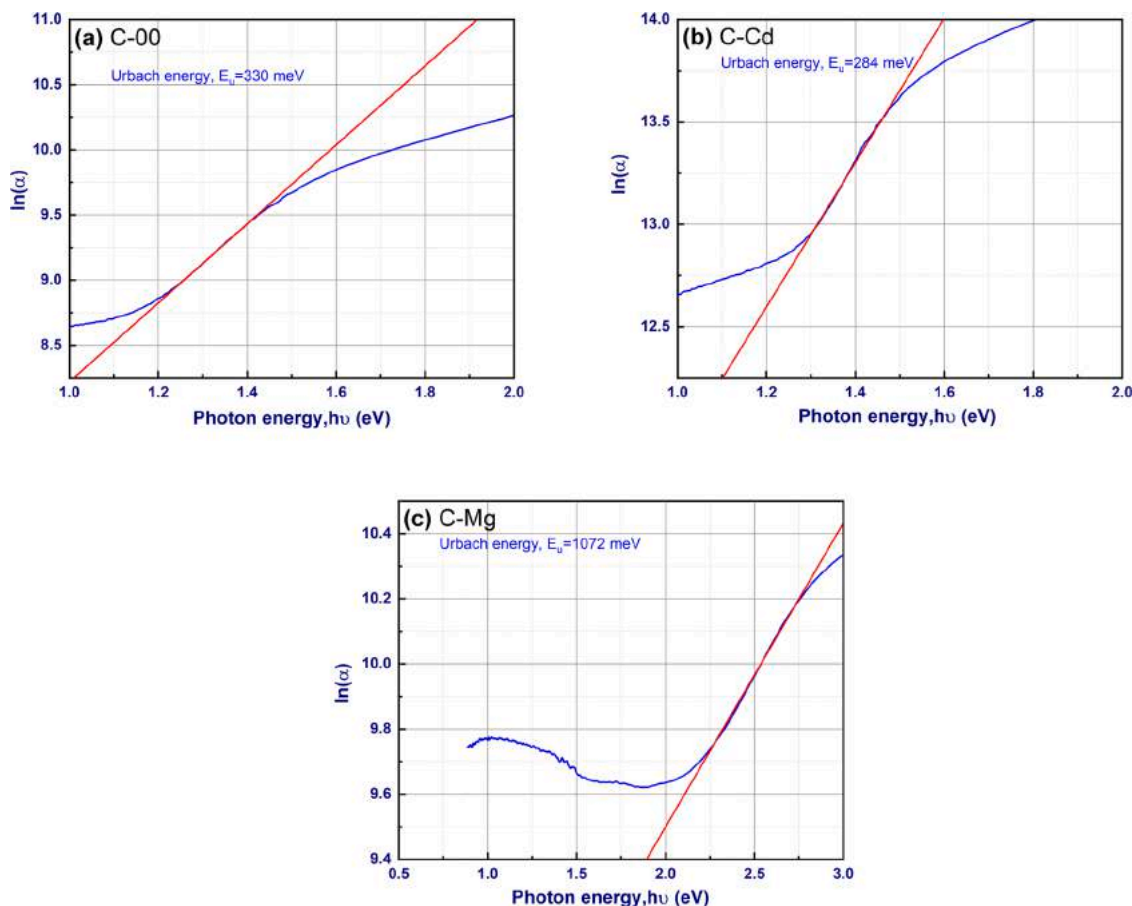 (a) C-00
Urbach energy, Eᵤ=330 meV
11.0
10.5
10.0
9.5
9.0
8.5
ln(α)
1.0 1.2 1.4 1.6 1.8 2.0
Photon energy,hυ (eV)
(b) C-Cd
Urbach energy, Eᵤ=284 meV
14.0
13.5
13.0
12.5
ln(α)
1.0 1.2 1.4 1.6 1.8 2.0
Photon energy,hυ (eV)
(c) C-Mg
Urbach energy, Eᵤ=1072 meV
10.4
10.2
10.0
9.8
9.6
9.4
ln(α)
0.5 1.0 1.5 2.0 2.5 3.0
Photon energy,hυ (eV)